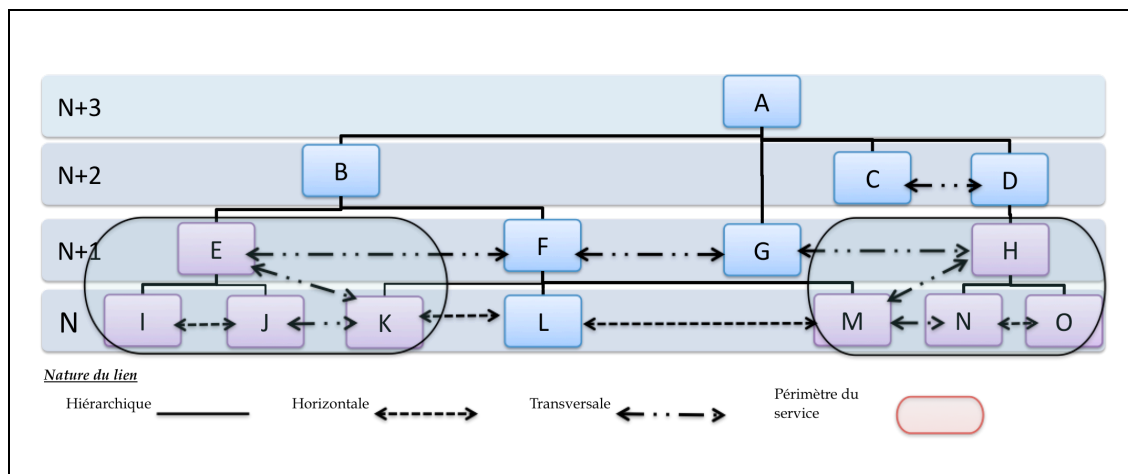 N+3
A
N+2
B
C
D
N+1
E
F
G
H
N
I
J
K
L
M
N
O
Nature du lien
Hiérarchique
Horizontale
Transversale
Périmètre du
service